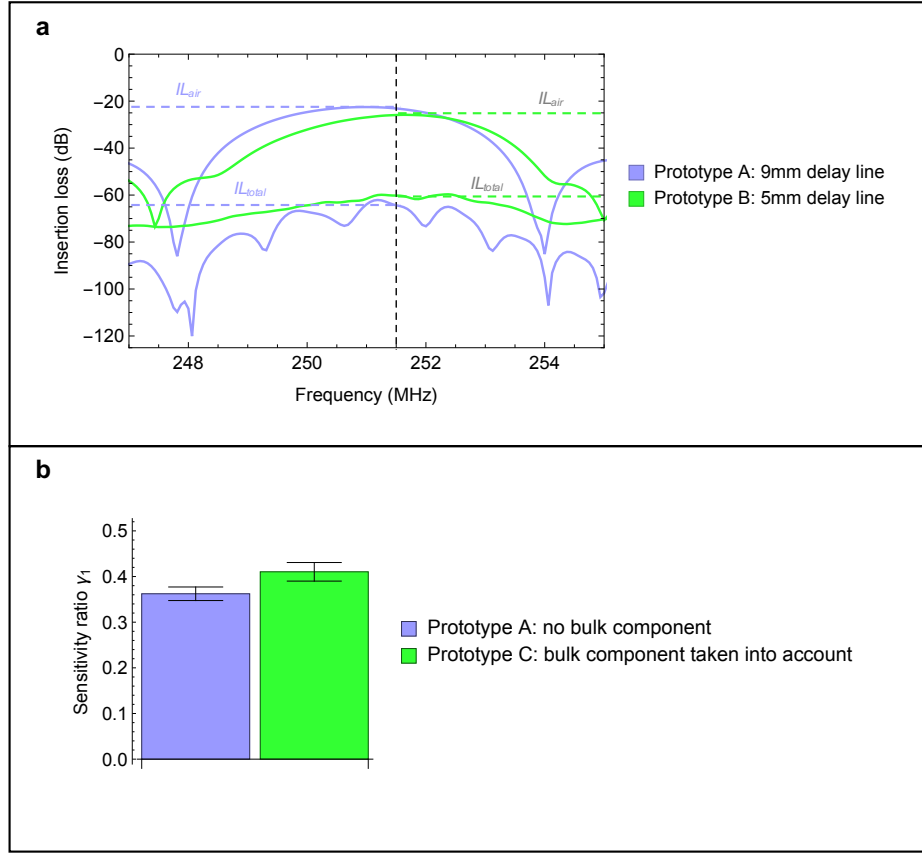 a
0
−20
−40
−60
−80
−100
−120
Insertion loss (dB)
IL_air
IL_air
IL_total
IL_total
248
250
252
254
Frequency (MHz)
Prototype A: 9mm delay line
Prototype B: 5mm delay line
b
0.5
0.4
0.3
0.2
0.1
0.0
Sensitivity ratio γ₁
Prototype A: no bulk component
Prototype C: bulk component taken into account